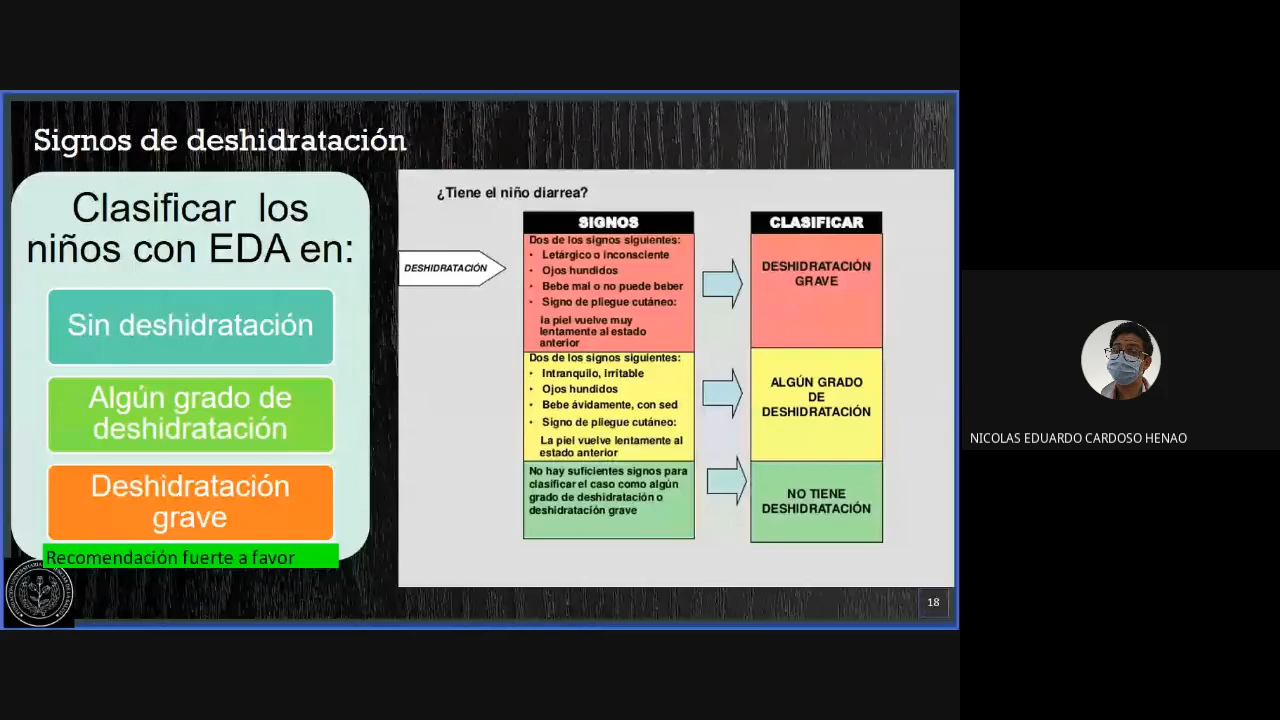 Signos de deshidratación
Clasificar los
niños con EDA en:
Sin deshidratación
Algún grado de
deshidratación
Deshidratación
grave
Recomendación fuerte a favor
¿Tiene el niño diarrea?
DESHIDRATACIÓN
SIGNOS
Dos de los signos siguientes:
• Letárgico o inconsciente
• Ojos hundidos
• Bebe mal o no puede beber
• Signo de pliegue cutáneo:
la piel vuelve muy
lentamente al estado
anterior
Dos de los signos siguientes:
• Intranquilo, irritable
• Ojos hundidos
• Bebe ávidamente, con sed
• Signo de pliegue cutáneo:
La piel vuelve lentamente al
estado anterior
No hay suficientes signos para
clasificar el caso como algún
grado de deshidratación o
deshidratación grave
CLASIFICAR
DESHIDRATACIÓN
GRAVE
ALGÚN GRADO
DE
DESHIDRATACIÓN
NO TIENE
DESHIDRATACIÓN
18
NICOLAS EDUARDO CARDOSO HENAO